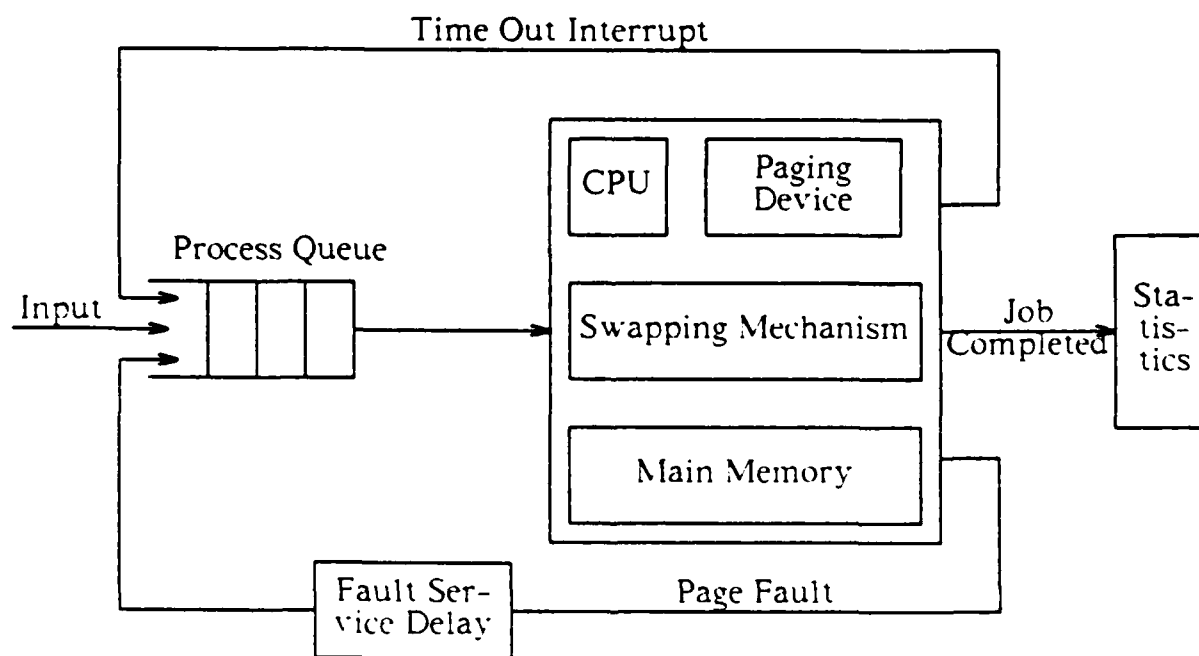 Time Out Interrupt
CPU
Paging
Device
Process Queue
Input
Swapping Mechanism
Job
Completed
Sta-
tis-
tics
Main Memory
Fault Ser-
vice Delay
Page Fault